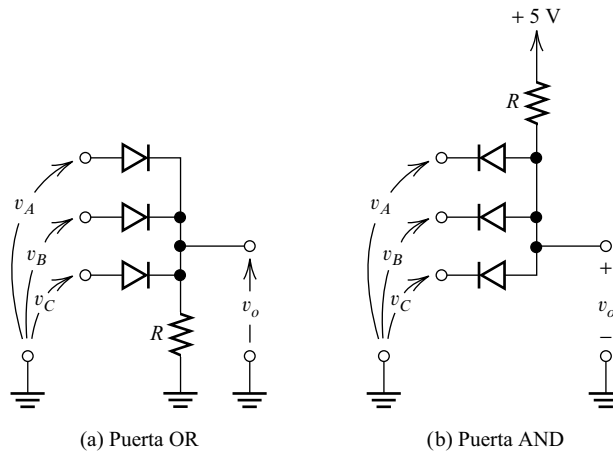 + 5 V
R
v_A
v_B
v_C
R
v_o
(a) Puerta OR
v_A
v_B
v_C
+
v_o
−
(b) Puerta AND